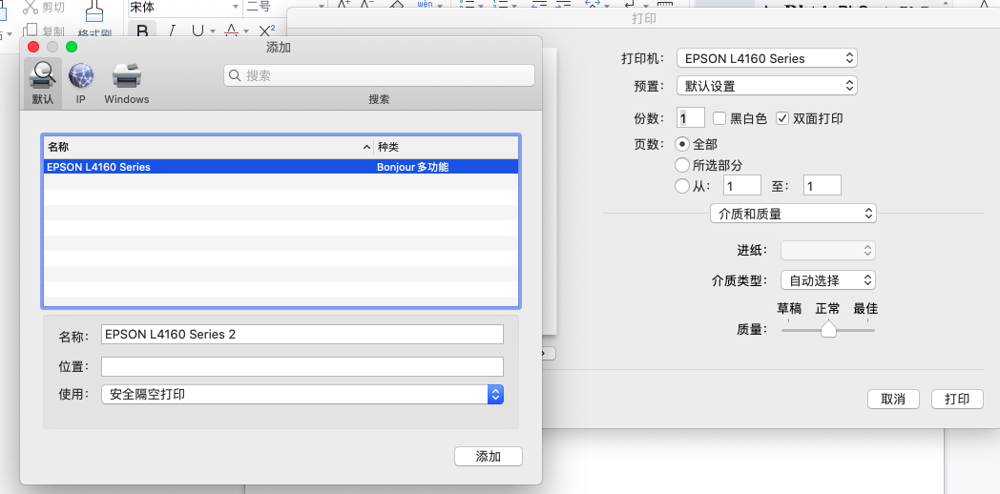 剪切
宋体
二号
复制
格式刷
B
I
U
A
X²
wén
打印
添加
默认
IP
Windows
搜索
搜索
名称
种类
EPSON L4160 Series
Bonjour 多功能
名称:
EPSON L4160 Series 2
位置:
使用:
安全隔空打印
添加
打印机:
EPSON L4160 Series
预置:
默认设置
份数:
1
黑白色
双面打印
页数:
全部
所选部分
从:
1
至:
1
介质和质量
进纸:
介质类型:
自动选择
草稿 正常 最佳
质量:
取消
打印